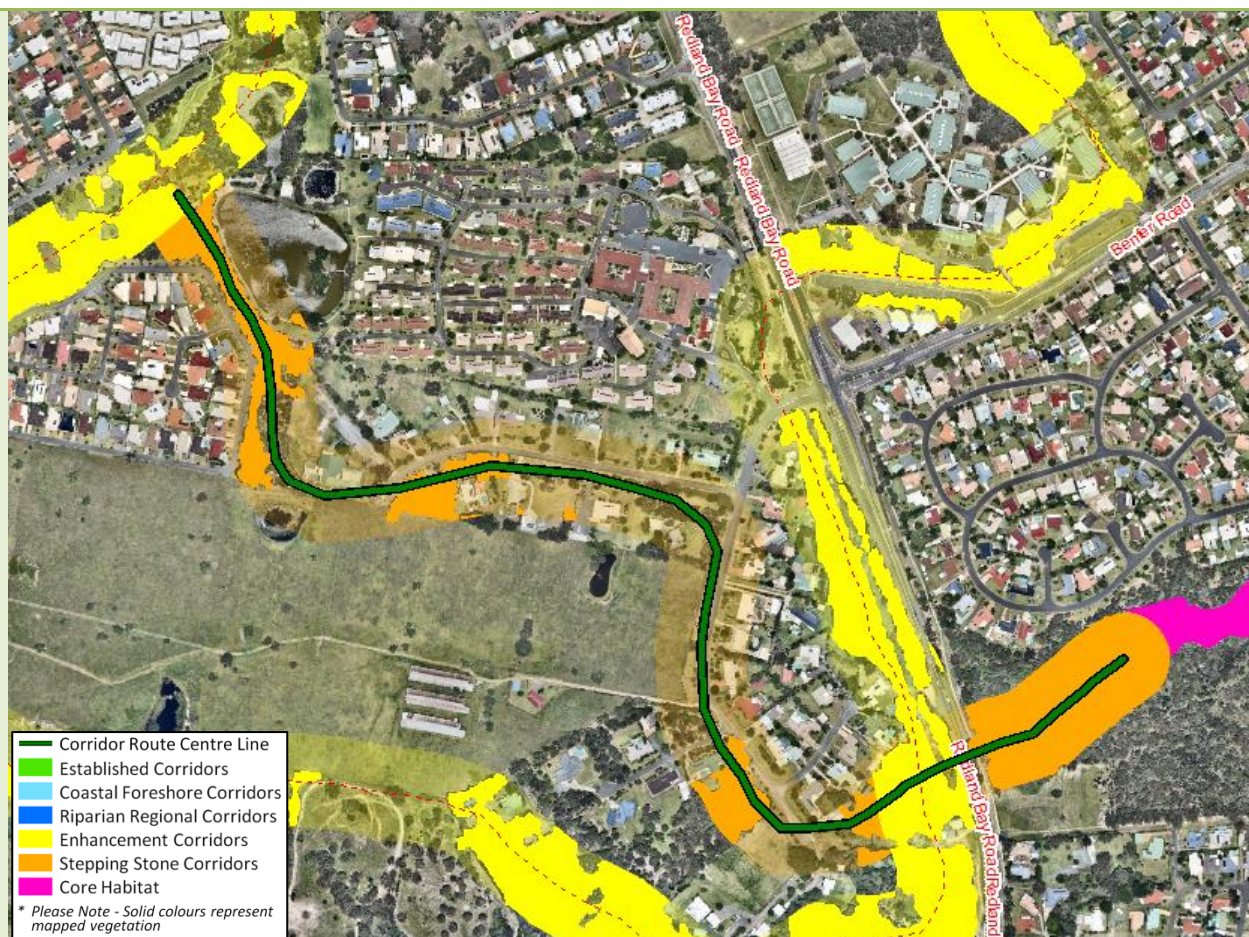 Redland Bay Road
Redland Bay Road
Benfer Road
Redland Bay Road
Redland
Corridor Route Centre Line
Established Corridors
Coastal Foreshore Corridors
Riparian Regional Corridors
Enhancement Corridors
Stepping Stone Corridors
Core Habitat
* Please Note - Solid colours represent
mapped vegetation